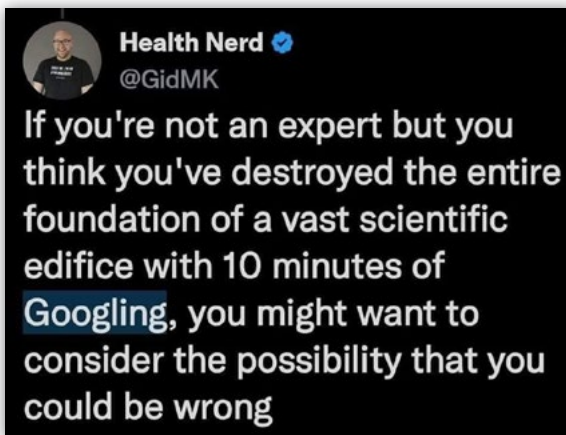 Health Nerd
@GidMK
If you're not an expert but you
think you've destroyed the entire
foundation of a vast scientific
edifice with 10 minutes of
Googling, you might want to
consider the possibility that you
could be wrong